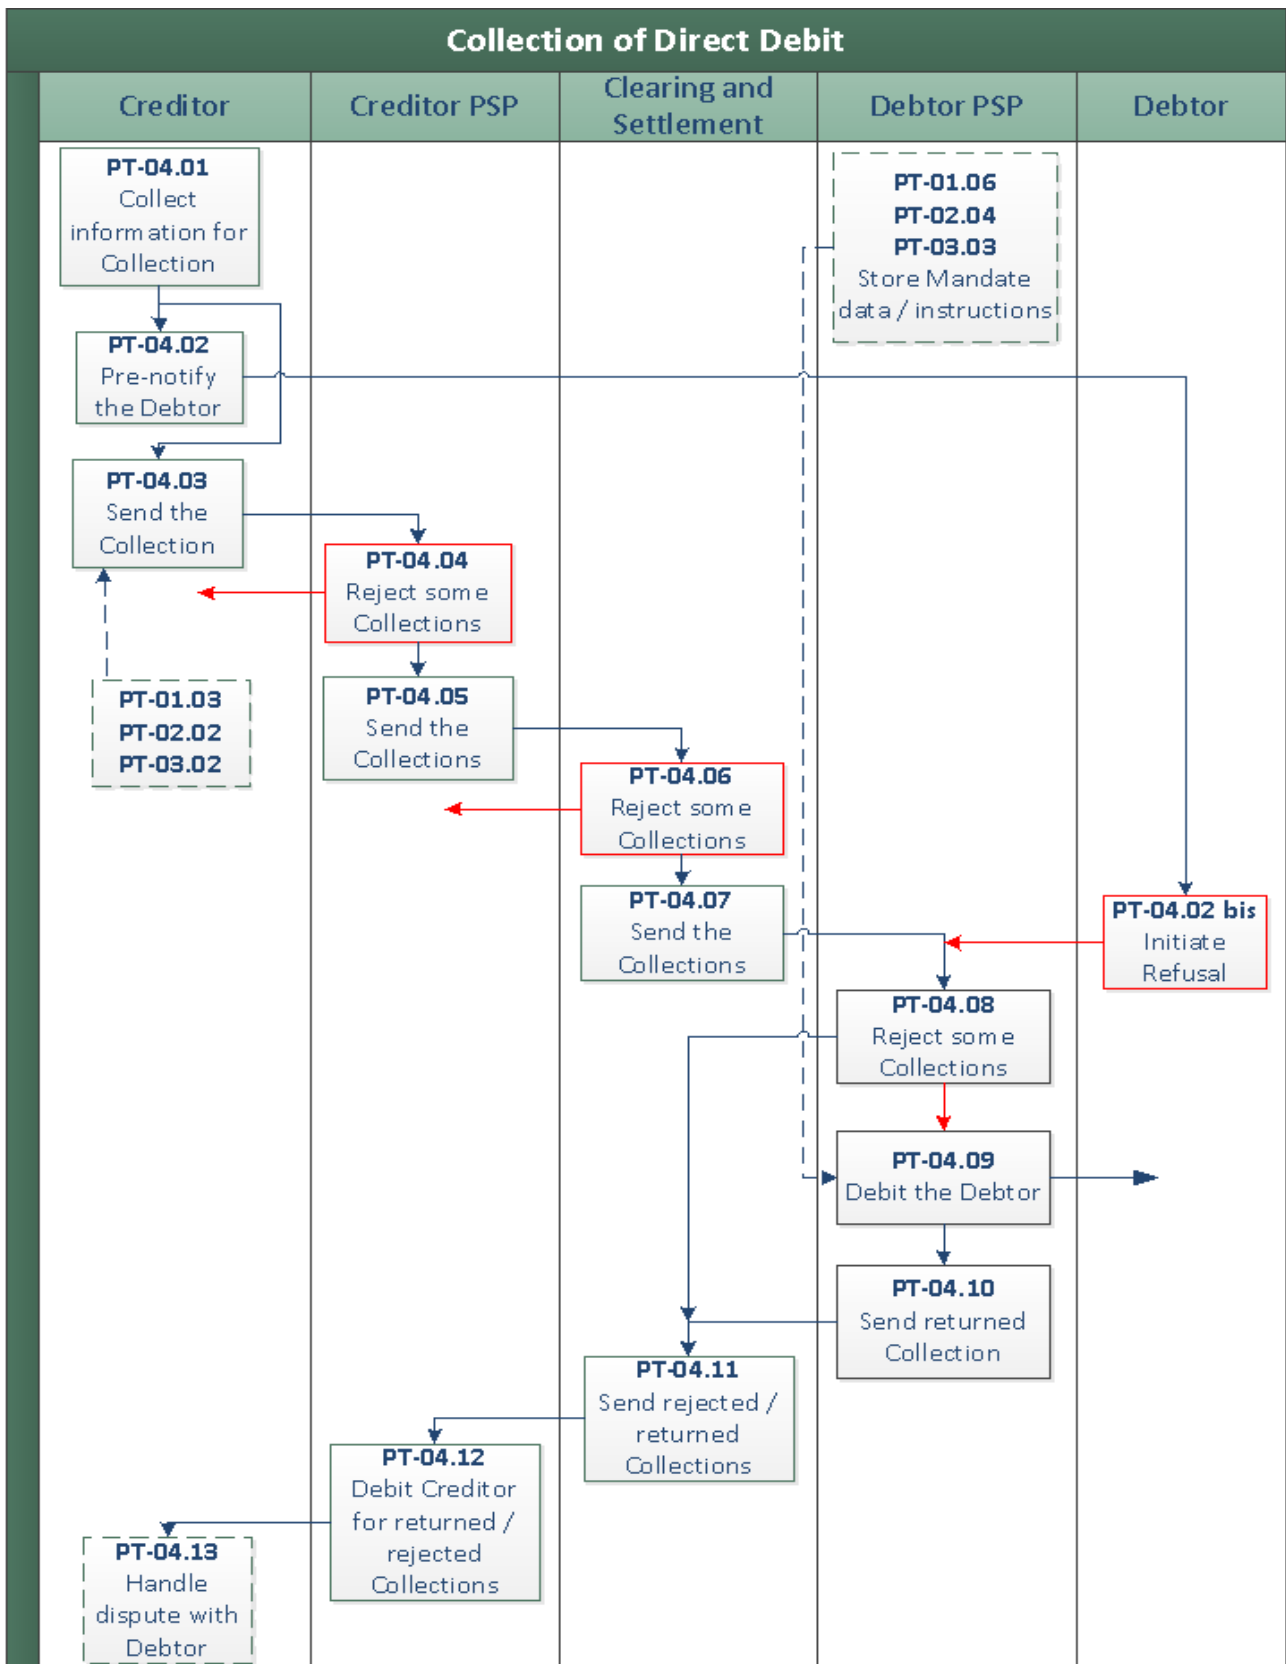 Collection of Direct Debit
Creditor
Creditor PSP
Clearing and
Settlement
Debtor PSP
Debtor
PT-04.01
Collect
information for
Collection
PT-01.06
PT-02.04
PT-03.03
Store Mandate
data / instructions
PT-04.02
Pre-notify
the Debtor
PT-04.03
Send the
Collection
PT-04.04
Reject some
Collections
PT-01.03
PT-02.02
PT-03.02
PT-04.05
Send the
Collections
PT-04.06
Reject some
Collections
PT-04.07
Send the
Collections
PT-04.02 bis
Initiate
Refusal
PT-04.08
Reject some
Collections
PT-04.09
Debit the Debtor
PT-04.10
Send returned
Collection
PT-04.11
Send rejected /
returned
Collections
PT-04.12
Debit Creditor
for returned /
rejected
Collections
PT-04.13
Handle
dispute with
Debtor